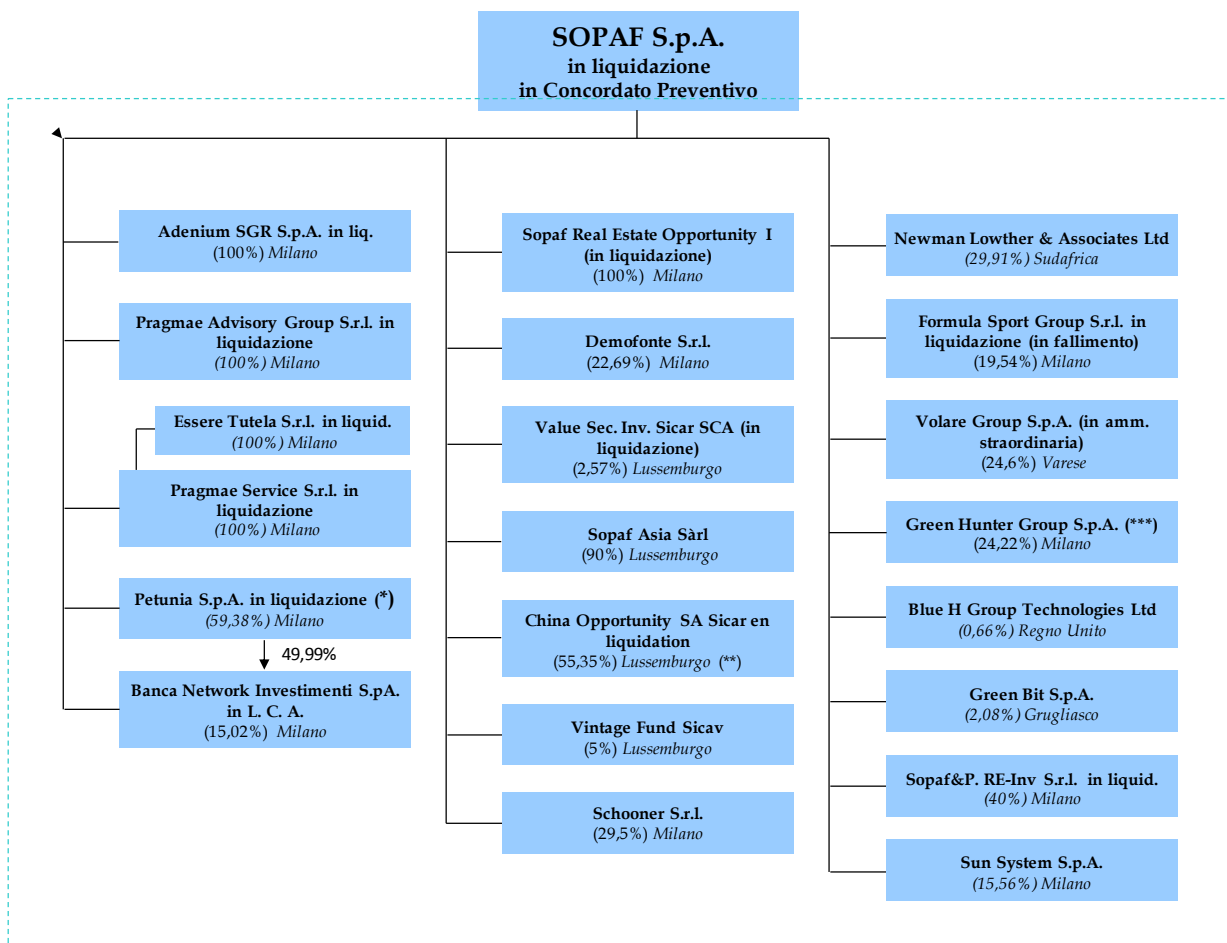 SOPAF S.p.A.
in liquidazione
in Concordato Preventivo
Adenium SGR S.p.A. in liq.
(100%) Milano
Pragmae Advisory Group S.r.l. in
liquidazione
(100%) Milano
Essere Tutela S.r.l. in liquid.
(100%) Milano
Pragmae Service S.r.l. in
liquidazione
(100%) Milano
Petunia S.p.A. in liquidazione (*)
(59,38%) Milano
49,99%
Banca Network Investimenti S.pA.
in L. C. A.
(15,02%) Milano
Sopaf Real Estate Opportunity I
(in liquidazione)
(100%) Milano
Demofonte S.r.l.
(22,69%) Milano
Value Sec. Inv. Sicar SCA (in
liquidazione)
(2,57%) Lussemburgo
Sopaf Asia Sàrl
(90%) Lussemburgo
China Opportunity SA Sicar en
liquidation
(55,35%) Lussemburgo (**)
Vintage Fund Sicav
(5%) Lussemburgo
Schooner S.r.l.
(29,5%) Milano
Newman Lowther & Associates Ltd
(29,91%) Sudafrica
Formula Sport Group S.r.l. in
liquidazione (in fallimento)
(19,54%) Milano
Volare Group S.p.A. (in amm.
straordinaria)
(24,6%) Varese
Green Hunter Group S.p.A. (***)
(24,22%) Milano
Blue H Group Technologies Ltd
(0,66%) Regno Unito
Green Bit S.p.A.
(2,08%) Grugliasco
Sopaf&P. RE-Inv S.r.l. in liquid.
(40%) Milano
Sun System S.p.A.
(15,56%) Milano